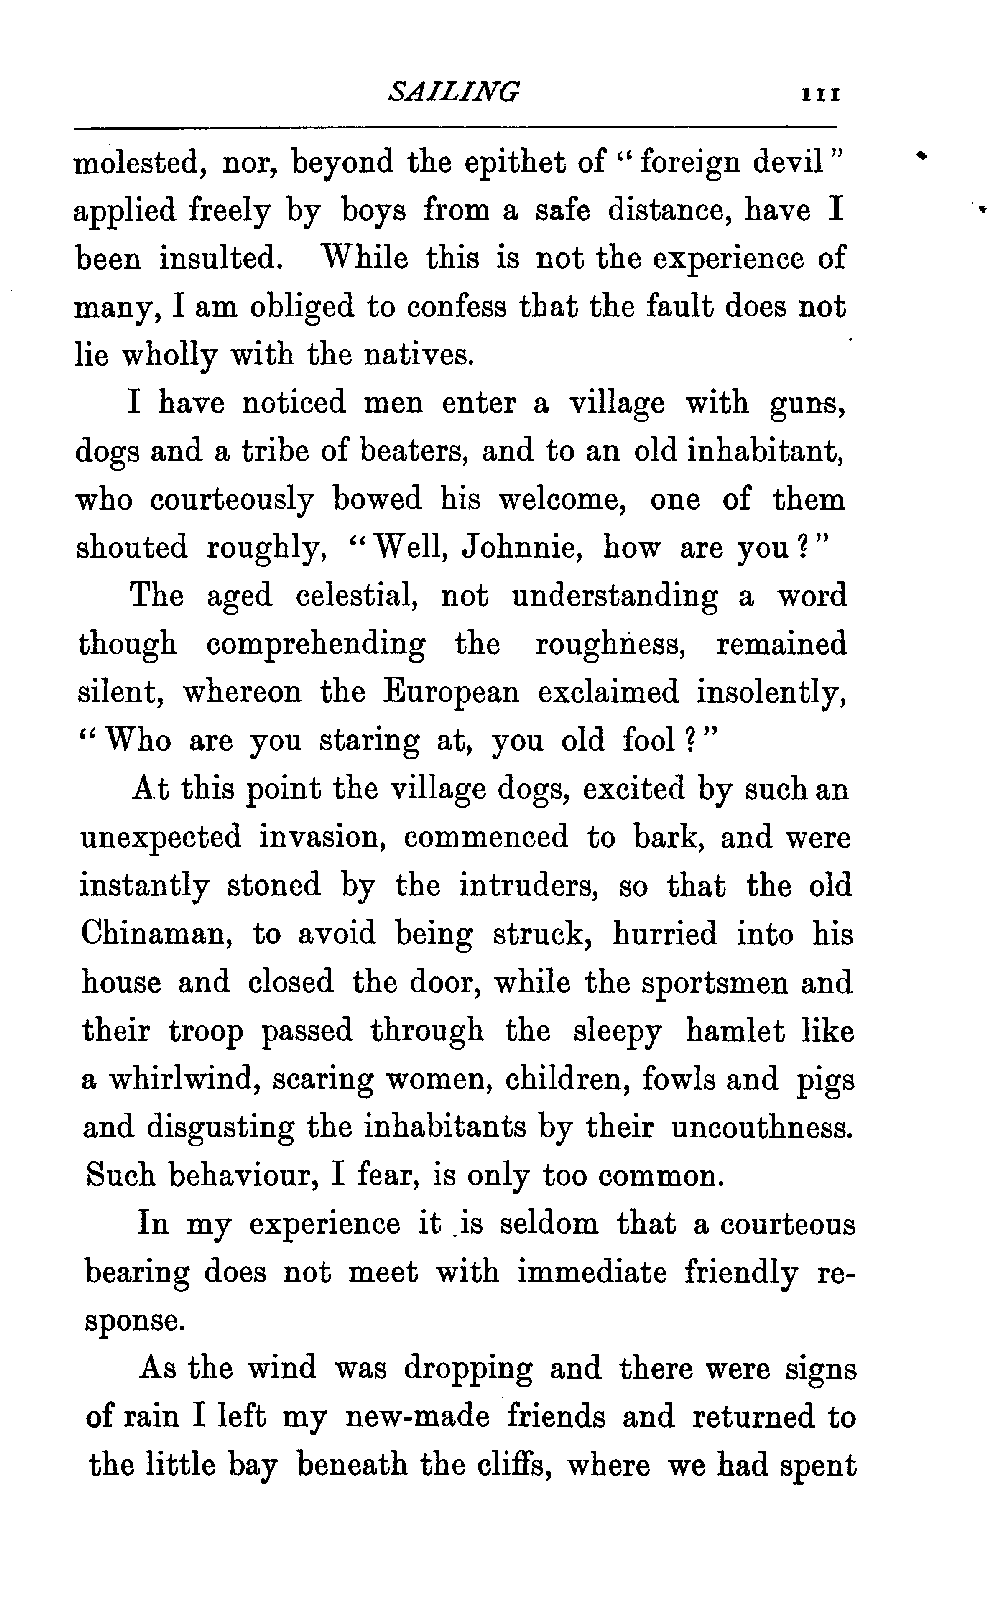 SAILING 111
molested, nor, beyond the epithet of “ foreign devil ”
applied freely by boys from a safe distance, have I
been insulted. While this is not the experience of
many, I am obliged to confess that the fault does not
lie wholly with the natives.
I have noticed men enter a village with guns,
dogs and a tribe of beaters, and to an old inhabitant,
who courteously bowed his welcome, one of them
shouted roughly, “ Well, Johnnie, how are you ? ”
The aged celestial, not understanding a word
though comprehending the roughness, remained
silent, whereon the European exclaimed insolently,
“ Who are you staring at, you old fool ? ”
At this point the village dogs, excited by such an
unexpected invasion, commenced to bark, and were
instantly stoned by the intruders, so that the old
Chinaman, to avoid being struck, hurried into his
house and closed the door, while the sportsmen and
their troop passed through the sleepy hamlet like
a whirlwind, scaring women, children, fowls and pigs
and disgusting the inhabitants by their uncouthness.
Such behaviour, I fear, is only too common.
In my experience it is seldom that a courteous
bearing does not meet with immediate friendly re-
sponse.
As the wind was dropping and there were signs
of rain I left my new-made friends and returned to
the little bay beneath the cliffs, where we had spent